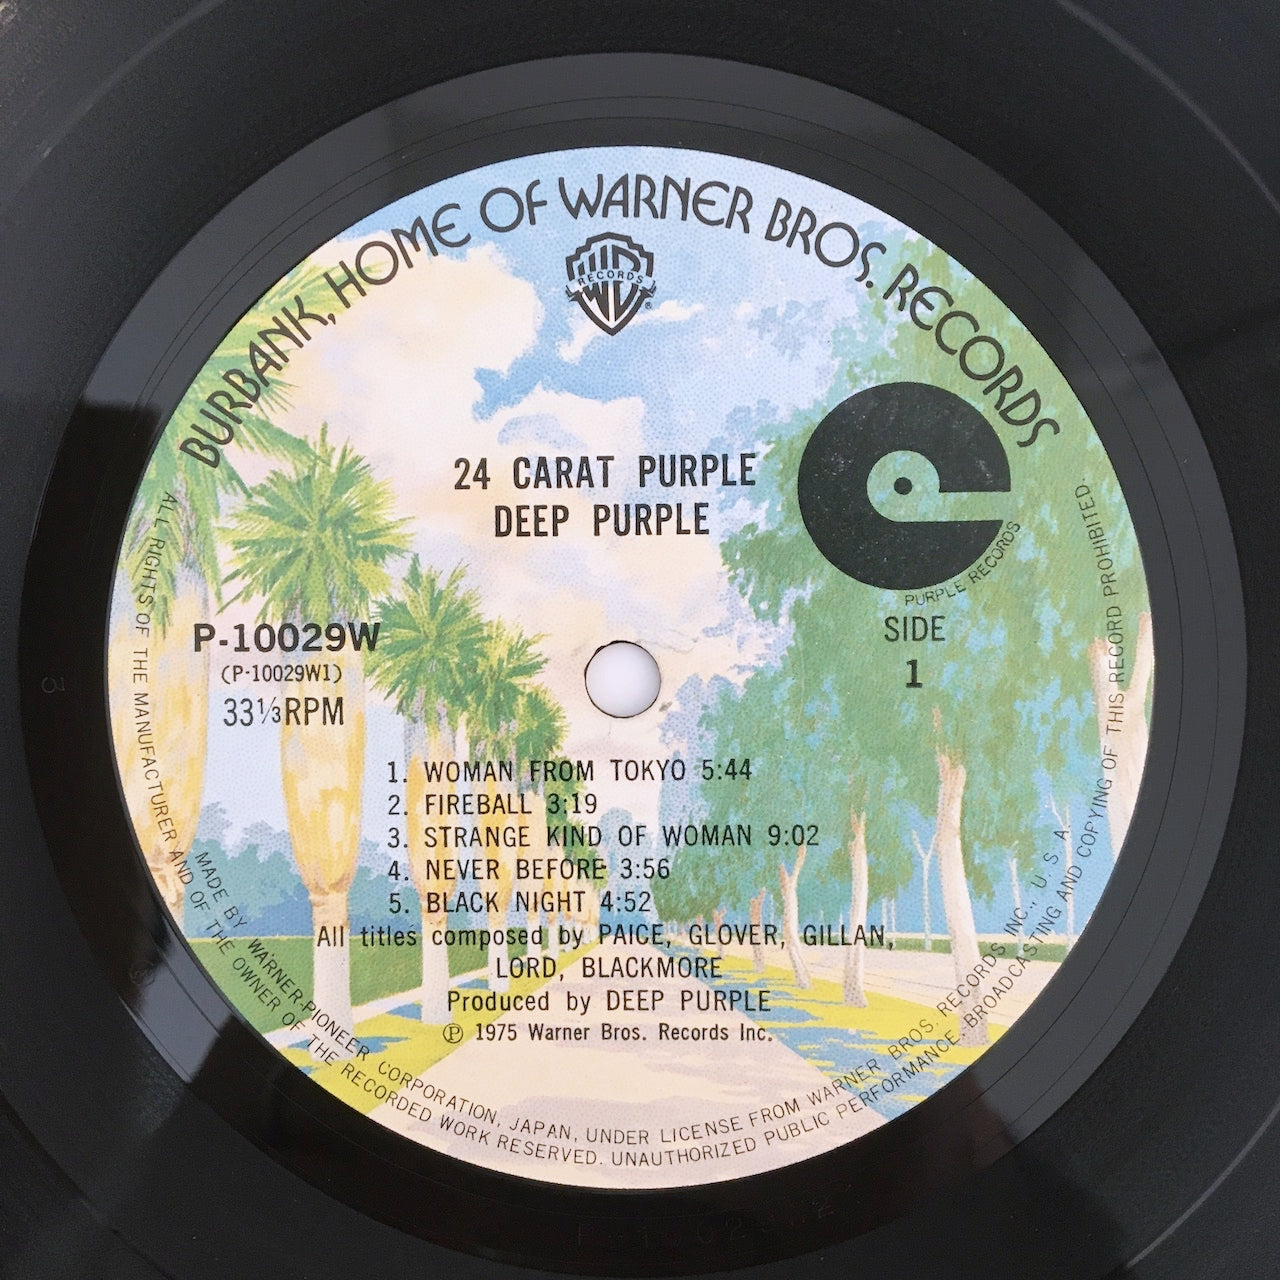 BURBANK, HOME OF WARNER BROS. RECORDS
RECORDS
24 CARAT PURPLE
DEEP PURPLE
PURPLE RECORDS
SIDE
1
P-10029W
(P-10029W1)
33⅓RPM
1. WOMAN FROM TOKYO 5:44
2. FIREBALL 3:19
3. STRANGE KIND OF WOMAN 9:02
4. NEVER BEFORE 3:56
5. BLACK NIGHT 4:52
All titles composed by PAICE, GLOVER, GILLAN,
LORD, BLACKMORE
Produced by DEEP PURPLE
℗ 1975 Warner Bros. Records Inc.
MADE BY WARNER-PIONEER CORPORATION, JAPAN, UNDER LICENSE FROM WARNER BROS. RECORDS INC., U. S. A.
ALL RIGHTS OF THE MANUFACTURER AND OF THE OWNER OF THE RECORDED WORK RESERVED. UNAUTHORIZED PUBLIC PERFORMANCE, BROADCASTING AND COPYING OF THIS RECORD PROHIBITED